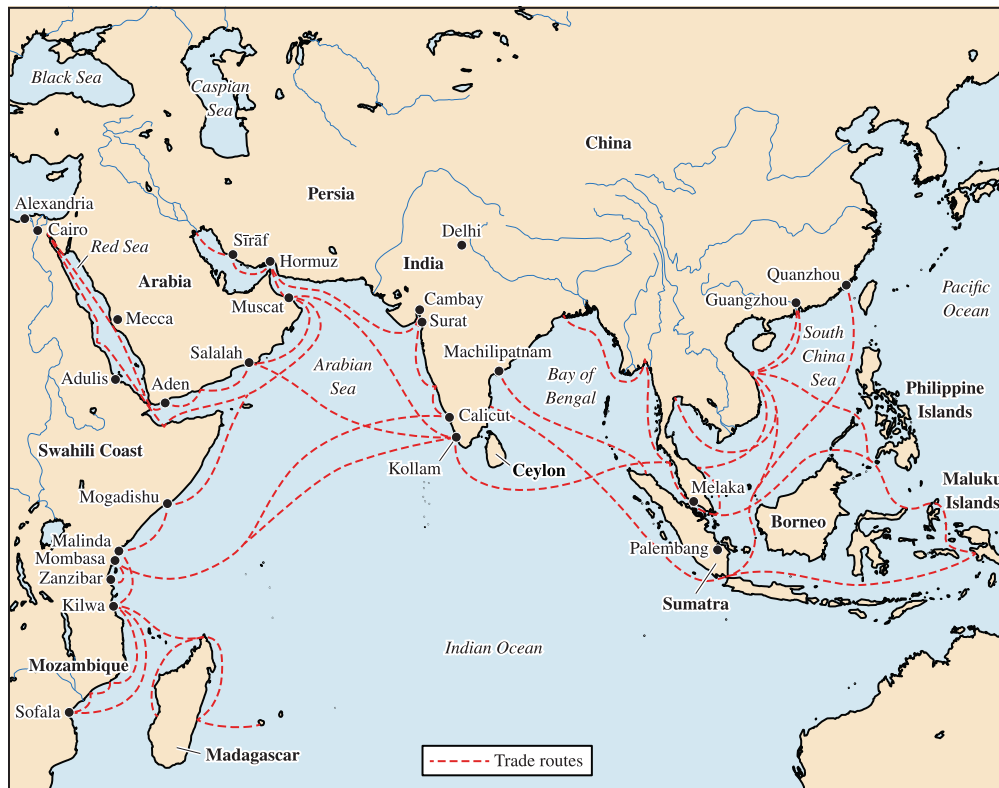 Black Sea
Caspian
Sea
China
Persia
Alexandria
Cairo
Red Sea
Sīrāf
Hormuz
Delhi
India
Arabia
Muscat
Cambay
Surat
Quanzhou
Guangzhou
Pacific
Ocean
Mecca
Salalah
Arabian
Sea
Machilipatnam
Bay of
Bengal
South
China
Sea
Adulis
Aden
Philippine
Islands
Calicut
Swahili Coast
Kollam
Ceylon
Mogadishu
Melaka
Maluku
Islands
Borneo
Malinda
Mombasa
Zanzibar
Palembang
Kilwa
Sumatra
Indian Ocean
Mozambique
Sofala
Madagascar
Trade routes